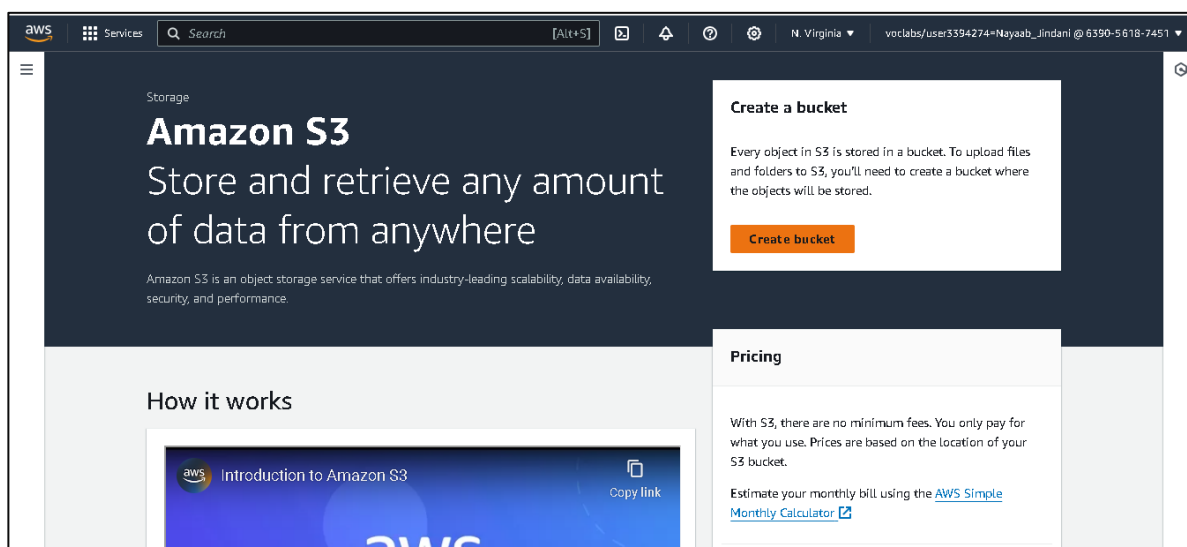 aws
Services
Search
[Alt+S]
N. Virginia
voclabs/user3394274=Nayaab_Jindani @ 6390-5618-7451
Storage
Amazon S3
Store and retrieve any amount
of data from anywhere
Amazon S3 is an object storage service that offers industry-leading scalability, data availability,
security, and performance.
Create a bucket
Every object in S3 is stored in a bucket. To upload files
and folders to S3, you'll need to create a bucket where
the objects will be stored.
Create bucket
How it works
aws
Introduction to Amazon S3
Copy link
aws
Pricing
With S3, there are no minimum fees. You only pay for
what you use. Prices are based on the location of your
S3 bucket.
Estimate your monthly bill using the AWS Simple
Monthly Calculator